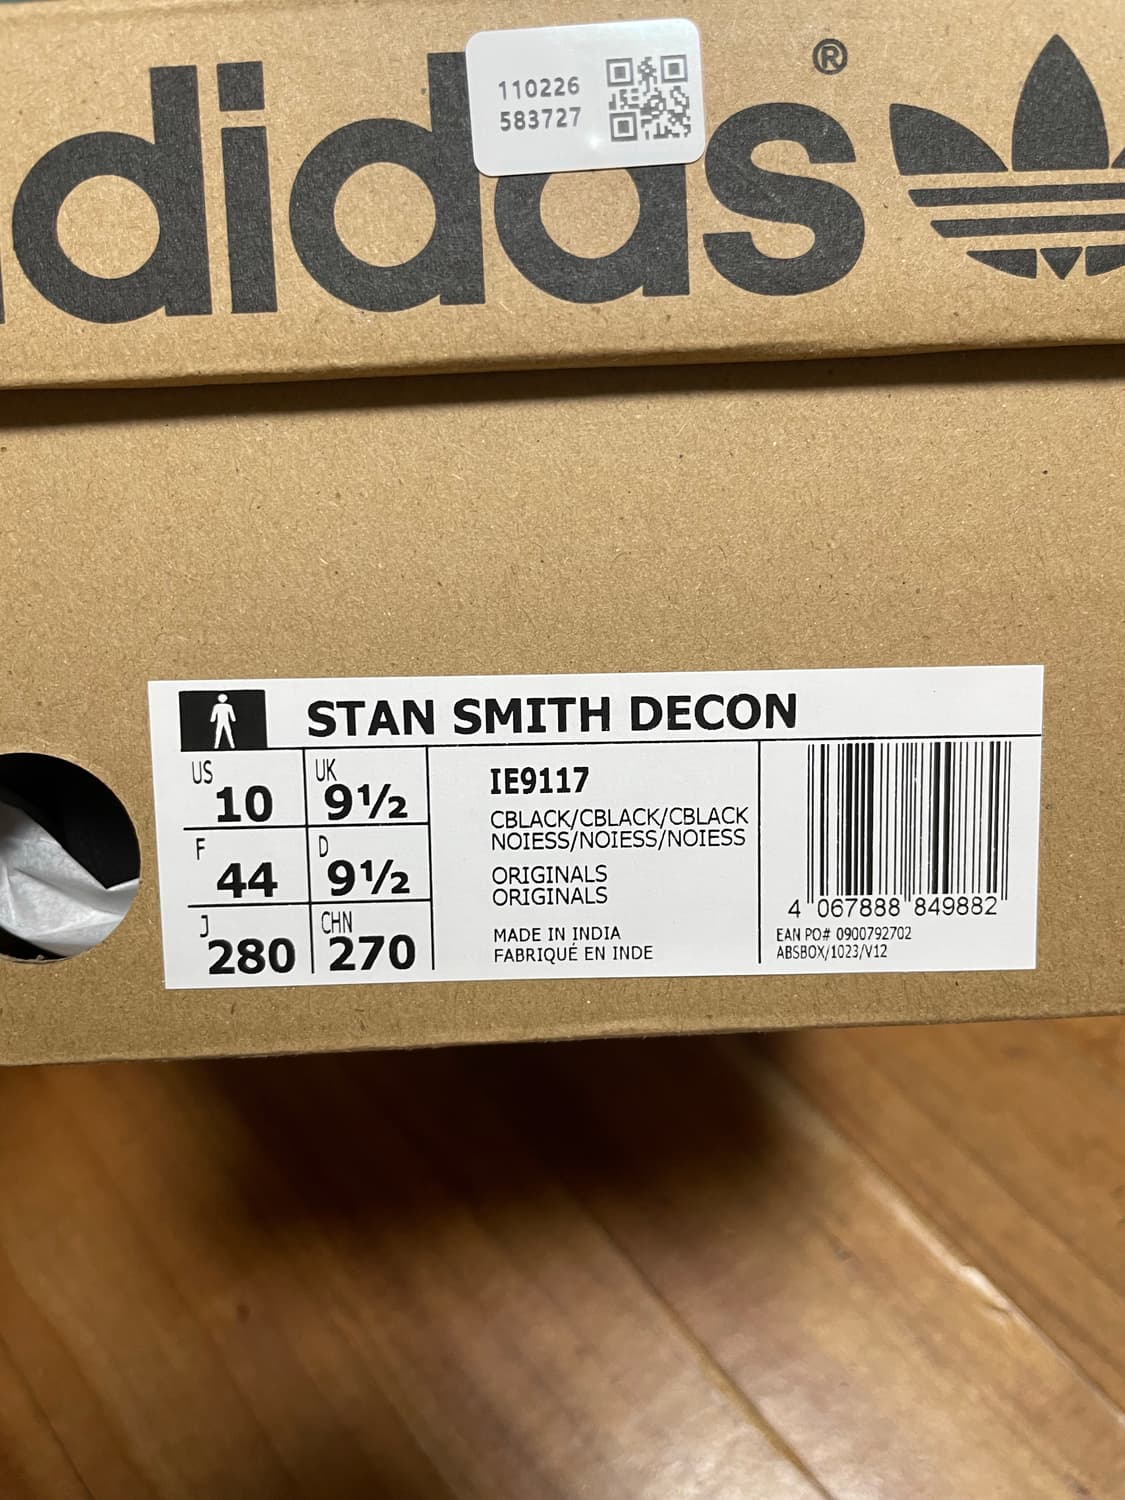 110226
583727
didas®
STAN SMITH DECON
US 10
UK 9½
F 44
D 9½
J 280
CHN 270
IE9117
CBLACK/CBLACK/CBLACK
NOIESS/NOIESS/NOIESS
ORIGINALS
ORIGINALS
MADE IN INDIA
FABRIQUÉ EN INDE
4 067888 849882
EAN PO# 0900792702
ABSBOX/1023/V12